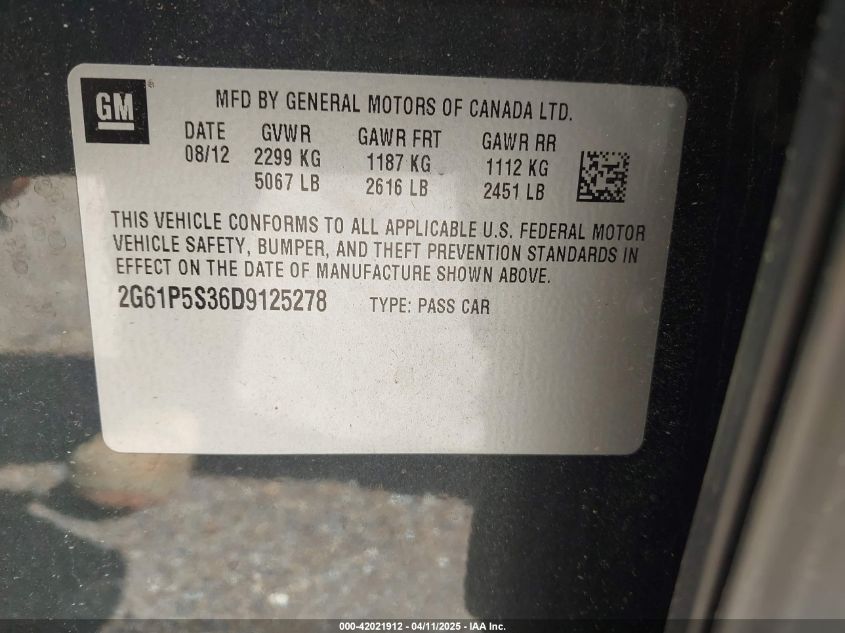 GM
MFD BY GENERAL MOTORS OF CANADA LTD.
DATE GVWR GAWR FRT GAWR RR
08/12 2299 KG 1187 KG 1112 KG
5067 LB 2616 LB 2451 LB
THIS VEHICLE CONFORMS TO ALL APPLICABLE U.S. FEDERAL MOTOR
VEHICLE SAFETY, BUMPER, AND THEFT PREVENTION STANDARDS IN
EFFECT ON THE DATE OF MANUFACTURE SHOWN ABOVE.
2G61P5S36D9125278 TYPE: PASS CAR
000-42021912 - 04/11/2025 - IAA Inc.